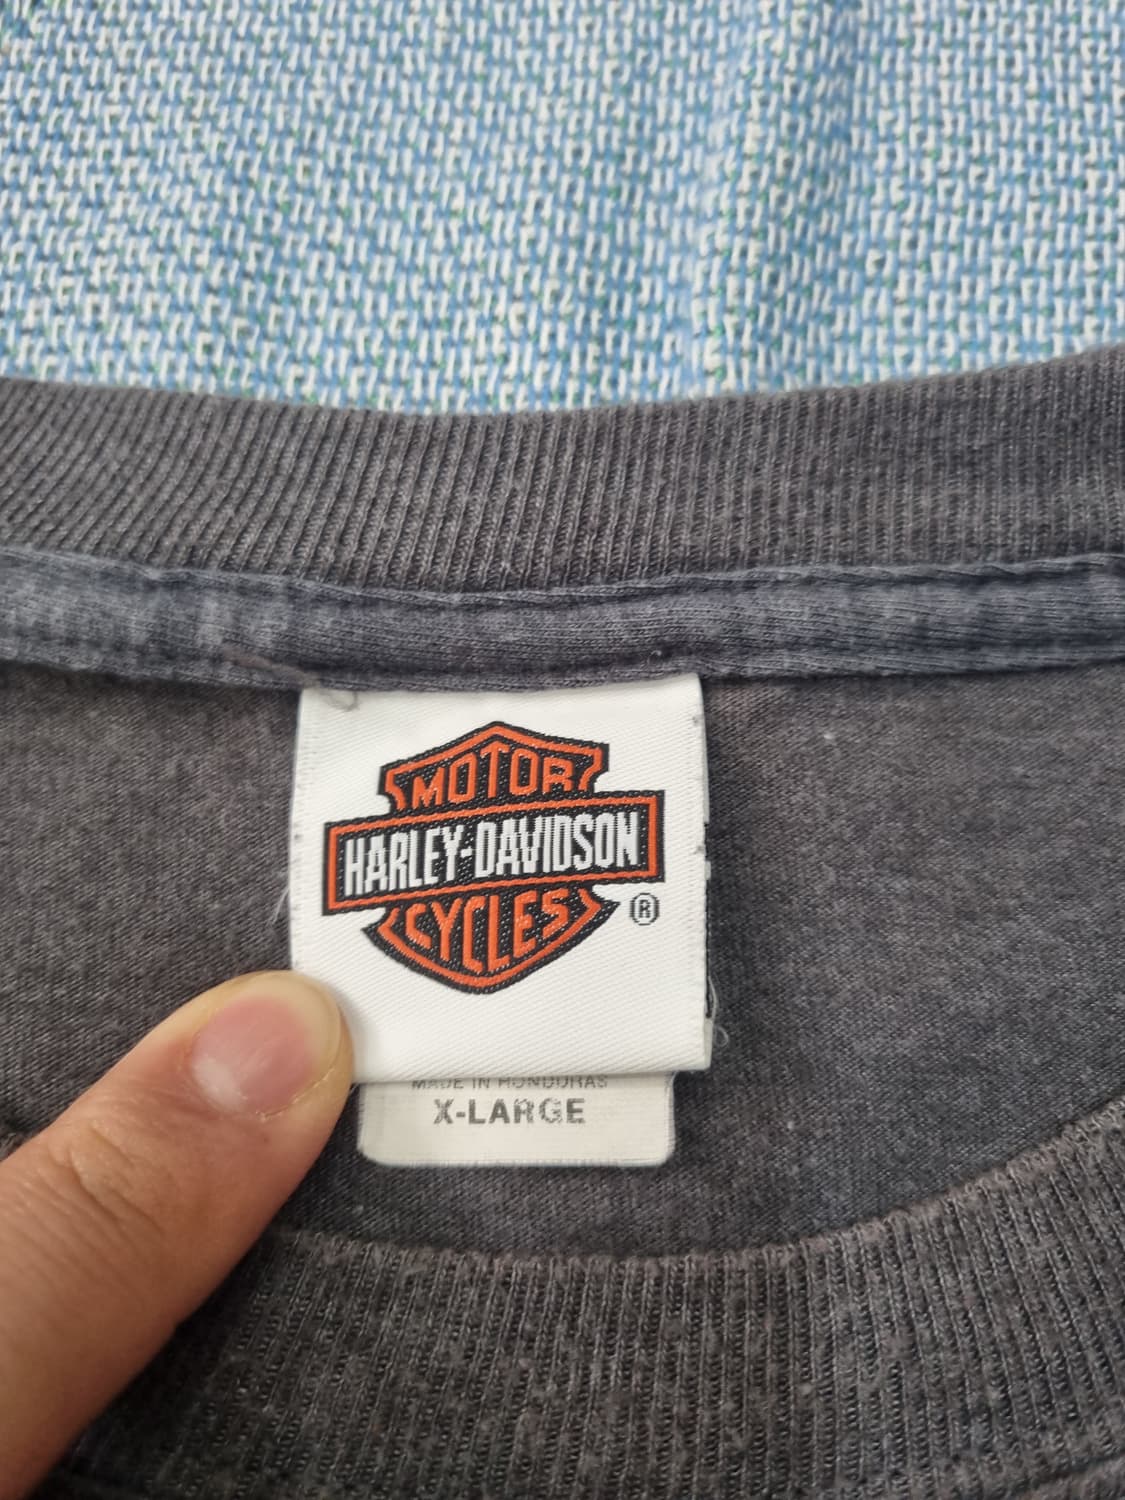 MOTOR
HARLEY-DAVIDSON
CYCLES
®
MADE IN HONDURAS
X-LARGE